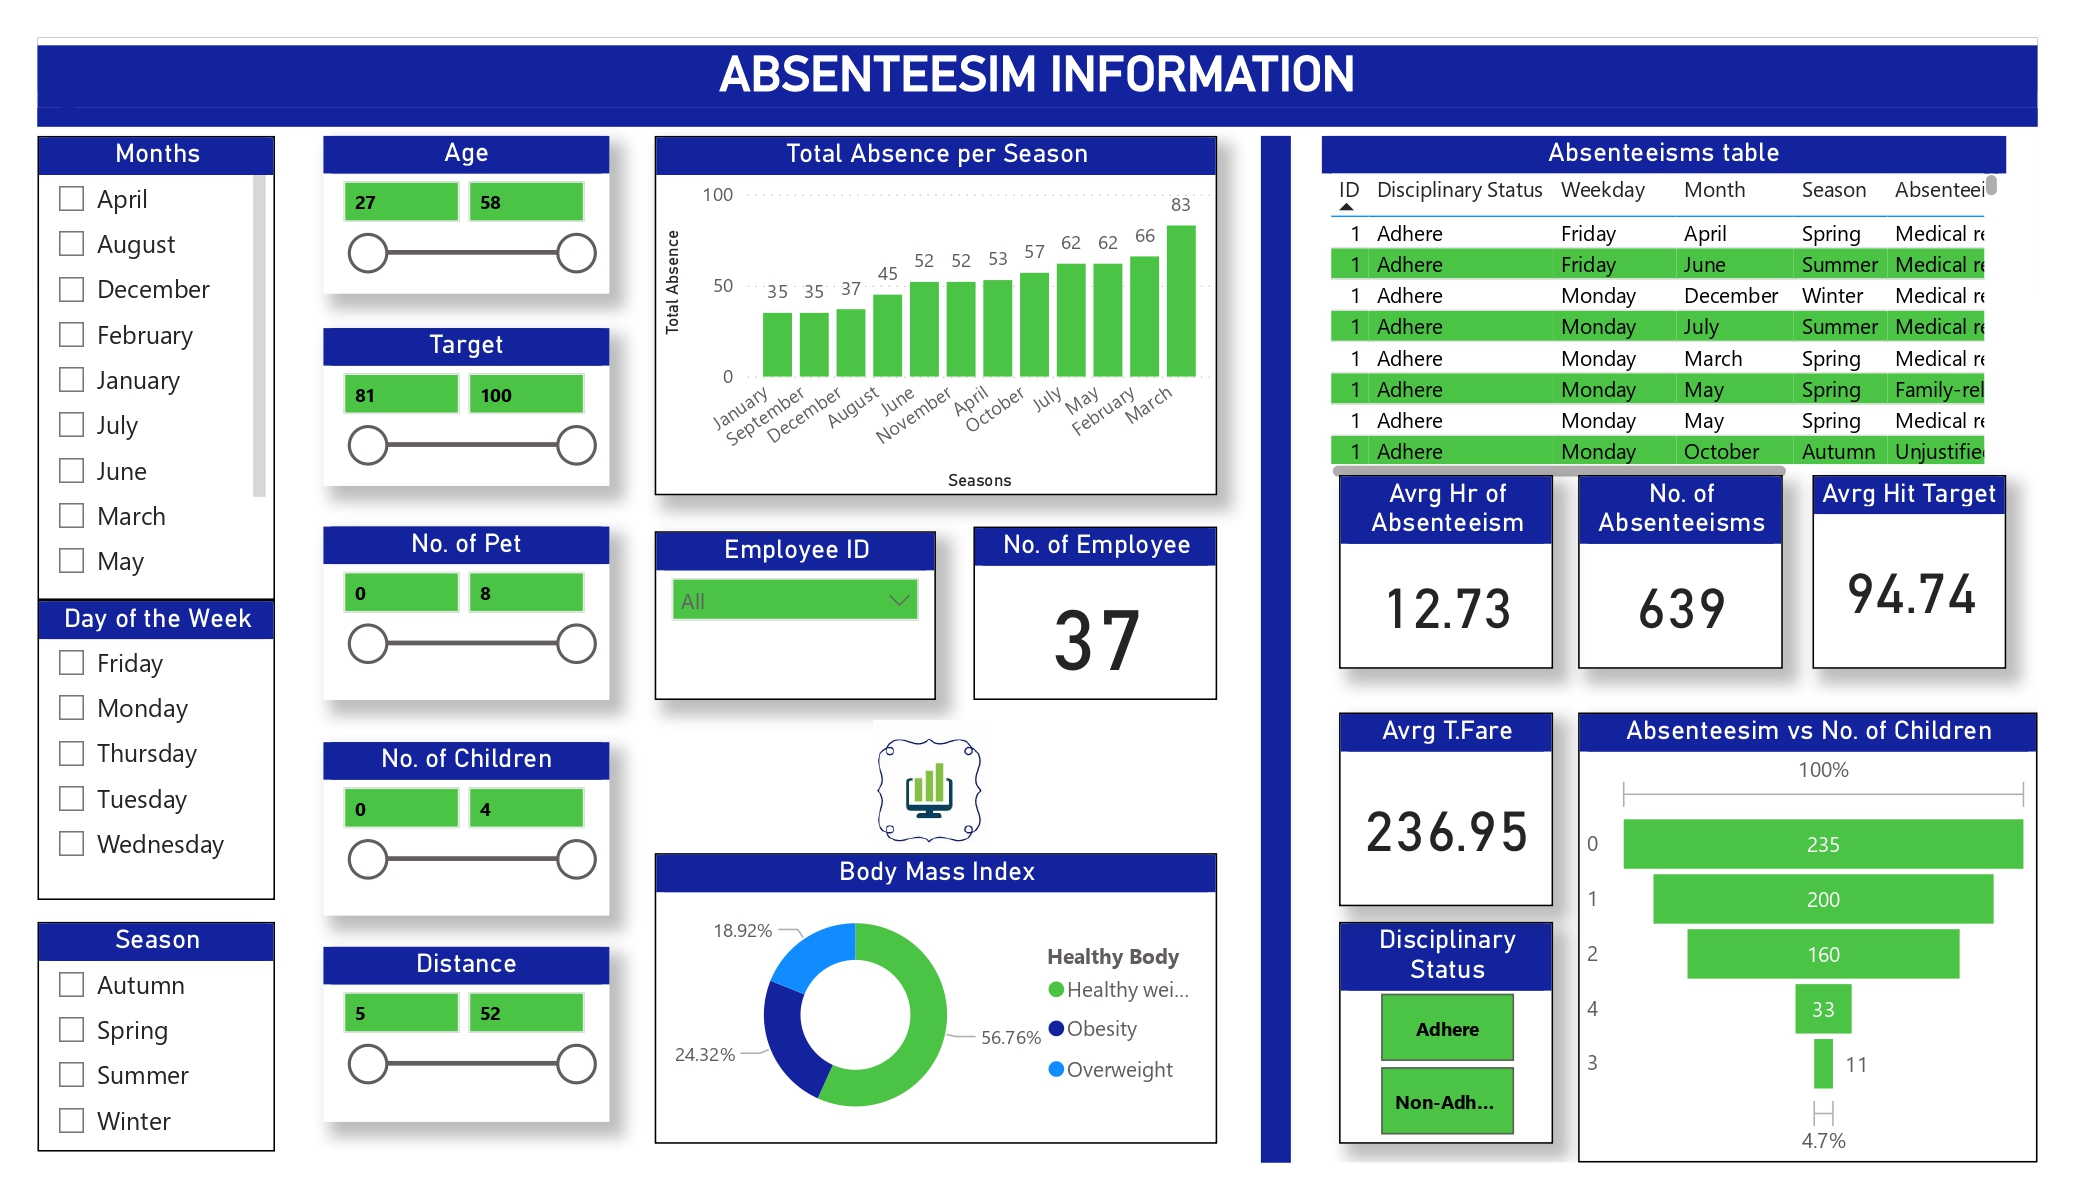 ABSENTEESIM INFORMATION
Months
April
August
December
February
January
July
June
March
May
Day of the Week
Friday
Monday
Thursday
Tuesday
Wednesday
Season
Autumn
Spring
Summer
Winter
Age
27 58
Target
81 100
No. of Pet
0 8
No. of Children
0 4
Distance
5 52
Total Absence per Season
Total Absence
100
50
0
35 35 37 45 52 52 53 57 62 62 66 83
January September December August June November April October July May February March
Seasons
Employee ID
All
No. of Employee
37
Body Mass Index
18.92%
24.32%
56.76%
Healthy Body
Healthy wei...
Obesity
Overweight
Absenteeisms table
ID Disciplinary Status Weekday Month Season Absenteei
1 Adhere Friday April Spring Medical re
1 Adhere Friday June Summer Medical re
1 Adhere Monday December Winter Medical re
1 Adhere Monday July Summer Medical re
1 Adhere Monday March Spring Medical re
1 Adhere Monday May Spring Family-rel
1 Adhere Monday May Spring Medical re
1 Adhere Monday October Autumn Unjustified
Avrg Hr of
Absenteeism
12.73
No. of
Absenteeisms
639
Avrg Hit Target
94.74
Avrg T.Fare
236.95
Disciplinary
Status
Adhere
Non-Adh...
Absenteesim vs No. of Children
100%
0 235
1 200
2 160
4 33
3 11
4.7%